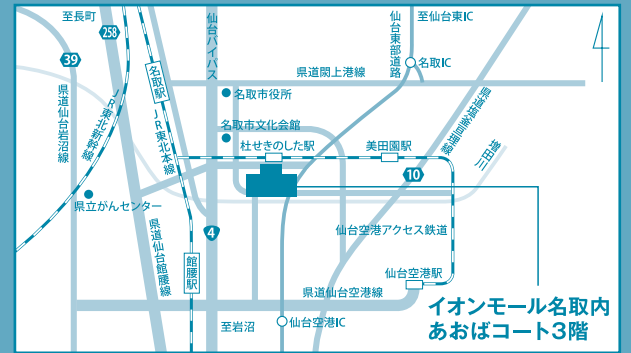 至長町
258
39
仙台バイパス
仙台東部道路
至仙台東IC
名取IC
県道閖上港線
名取駅
名取市役所
県道仙台岩沼線
JR東北新幹線
JR東北本線
名取市文化会館
杜せきのした駅
美田園駅
県道塩釜亘理線
増田川
10
県立がんセンター
県道仙台館腰線
4
館腰駅
仙台空港アクセス鉄道
仙台空港駅
県道仙台空港線
至岩沼
仙台空港IC
イオンモール名取内
あおばコート3階